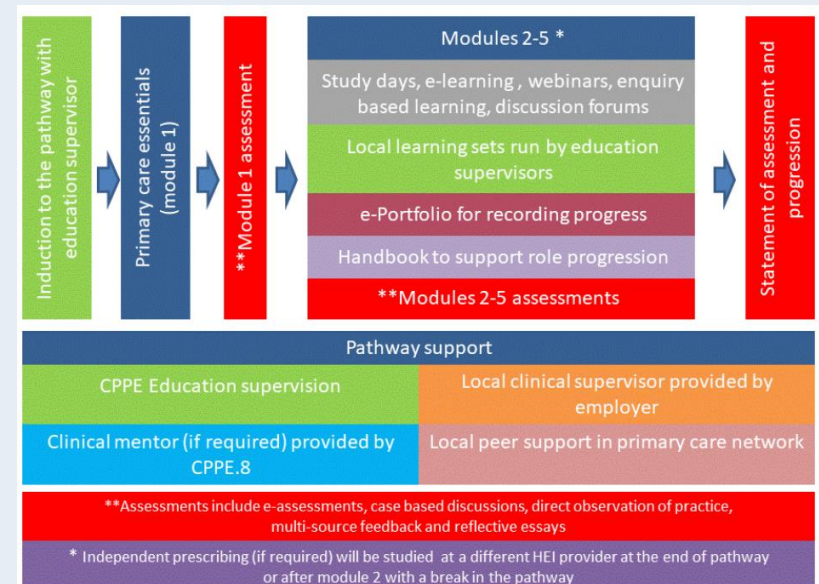 Induction to the pathway with
education supervisor
Primary care essentials
(module 1)
**Module 1 assessment
Modules 2-5 *
Study days, e-learning , webinars, enquiry
based learning, discussion forums
Local learning sets run by education
supervisors
e-Portfolio for recording progress
Handbook to support role progression
**Modules 2-5 assessments
Statement of assessment and
progression
Pathway support
CPPE Education supervision
Local clinical supervisor provided by
employer
Clinical mentor (if required) provided by
CPPE.8
Local peer support in primary care network
**Assessments include e-assessments, case based discussions, direct observation of practice,
multi-source feedback and reflective essays
* Independent prescribing (if required) will be studied at a different HEI provider at the end of pathway
or after module 2 with a break in the pathway